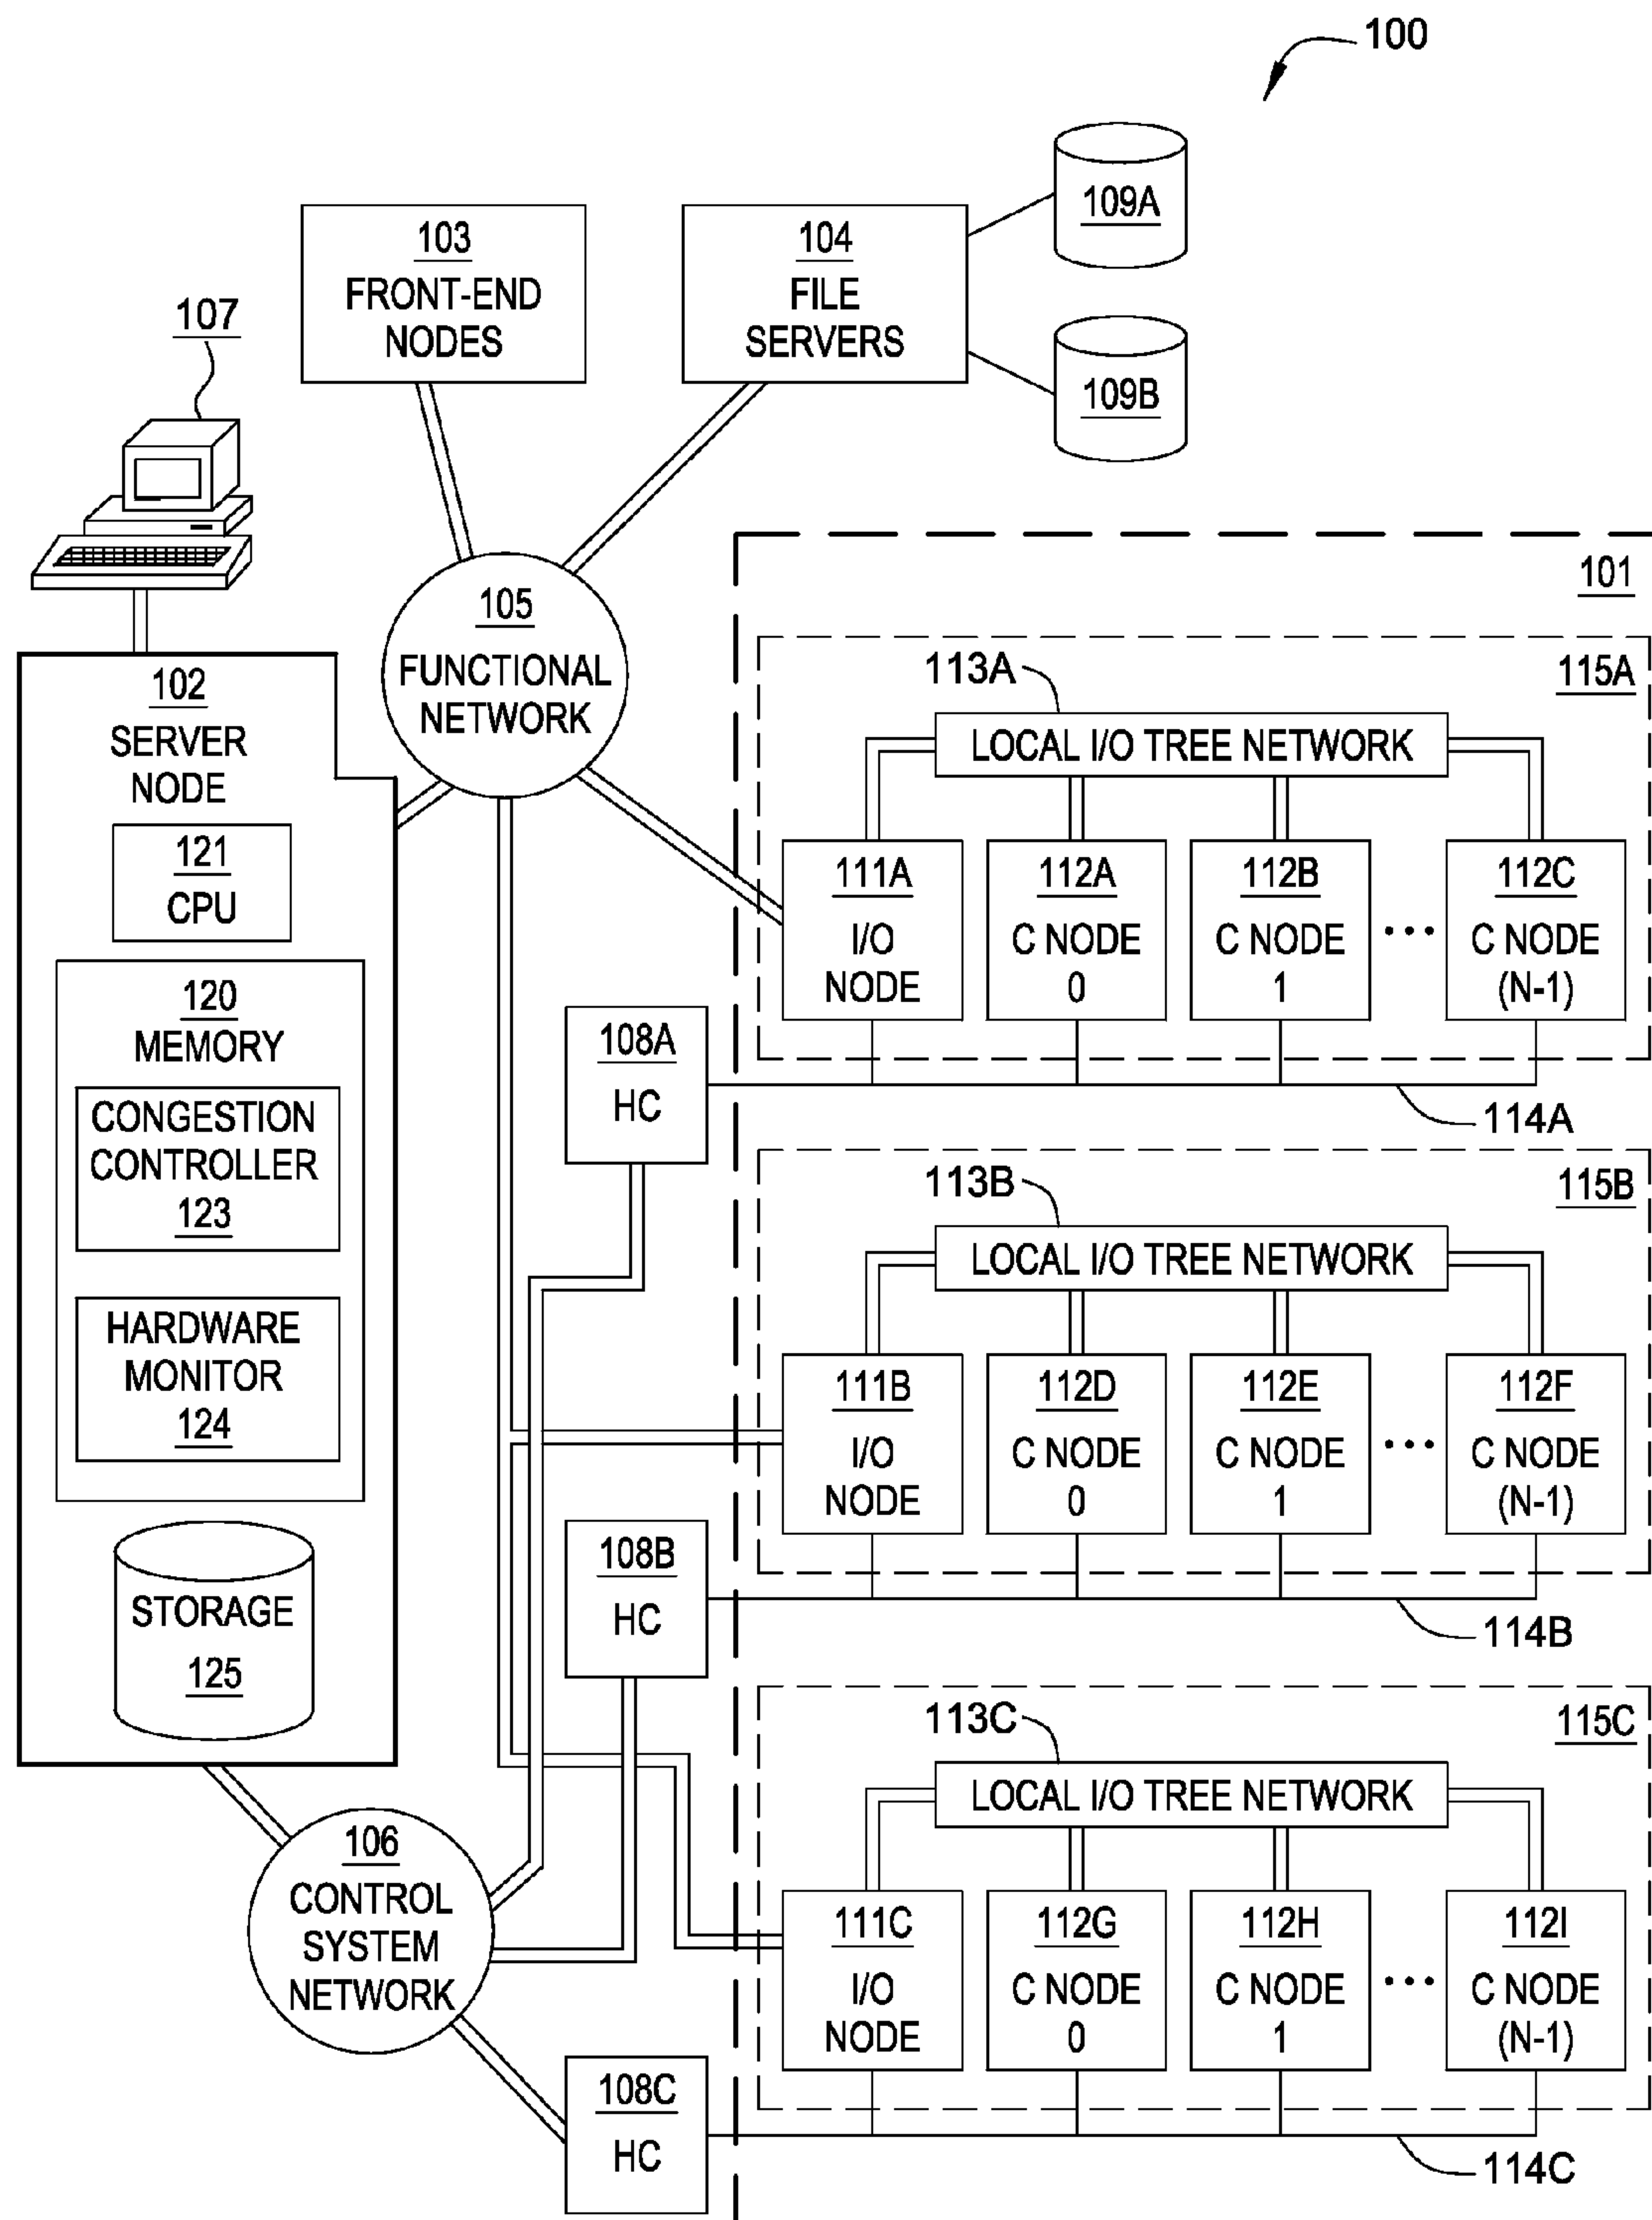 100
109A
103
FRONT-END
NODES
104
FILE
SERVERS
109B
107
101
105
FUNCTIONAL
NETWORK
102
SERVER
NODE
121
CPU
120
MEMORY
CONGESTION
CONTROLLER
123
HARDWARE
MONITOR
124
STORAGE
125
106
CONTROL
SYSTEM
NETWORK
108A
HC
108B
HC
108C
HC
113A
115A
LOCAL I/O TREE NETWORK
111A
I/O
NODE
112A
C NODE
0
112B
C NODE
1
...
112C
C NODE
(N-1)
114A
113B
115B
LOCAL I/O TREE NETWORK
111B
I/O
NODE
112D
C NODE
0
112E
C NODE
1
...
112F
C NODE
(N-1)
114B
113C
115C
LOCAL I/O TREE NETWORK
111C
I/O
NODE
112G
C NODE
0
112H
C NODE
1
...
112I
C NODE
(N-1)
114C